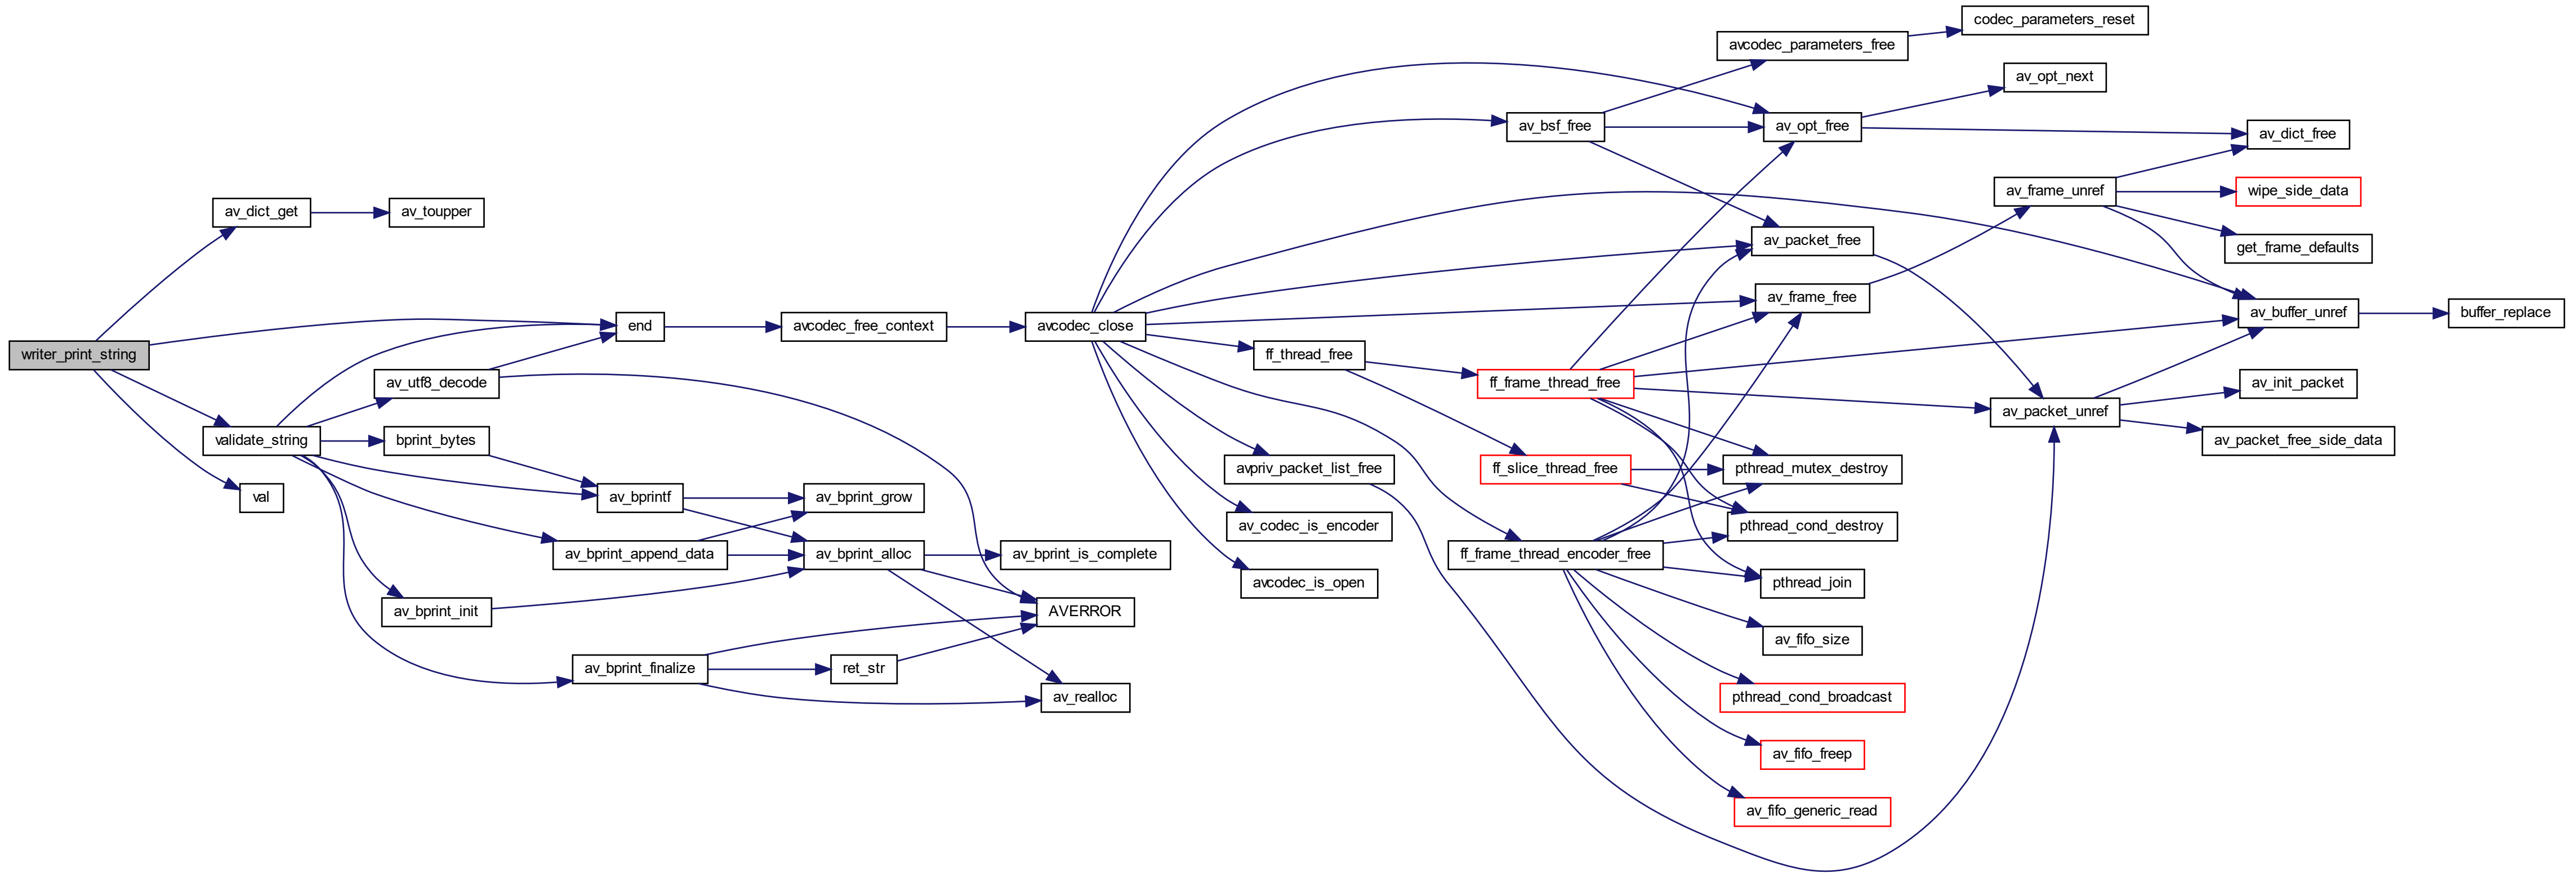 writer_print_string
av_dict_get
av_toupper
end
avcodec_free_context
avcodec_close
validate_string
av_utf8_decode
bprint_bytes
av_bprintf
av_bprint_grow
av_bprint_append_data
av_bprint_alloc
av_bprint_is_complete
av_bprint_init
AVERROR
av_bprint_finalize
ret_str
av_realloc
val
av_bsf_free
avcodec_parameters_free
codec_parameters_reset
av_opt_free
av_opt_next
av_dict_free
av_packet_free
av_frame_free
av_frame_unref
wipe_side_data
get_frame_defaults
av_buffer_unref
buffer_replace
ff_thread_free
ff_frame_thread_free
ff_slice_thread_free
av_packet_unref
av_init_packet
av_packet_free_side_data
avpriv_packet_list_free
av_codec_is_encoder
avcodec_is_open
ff_frame_thread_encoder_free
pthread_mutex_destroy
pthread_cond_destroy
pthread_join
av_fifo_size
pthread_cond_broadcast
av_fifo_freep
av_fifo_generic_read